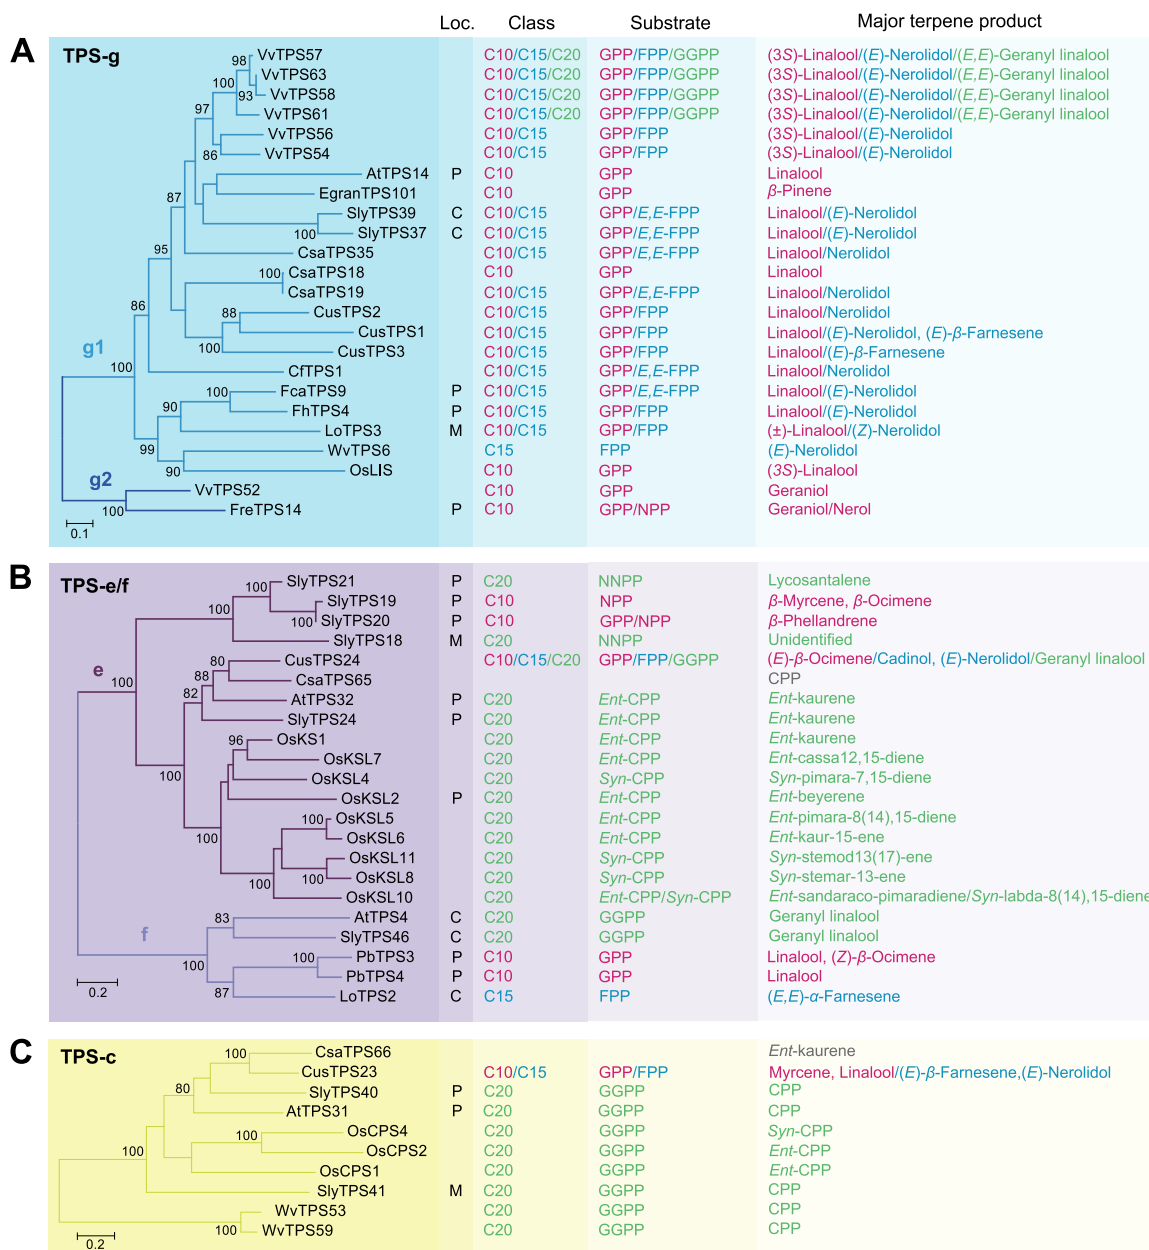 Loc. Class Substrate Major terpene product
A TPS-g
VvTPS57 C10/C15/C20 GPP/FPP/GGPP (3S)-Linalool/(E)-Nerolidol/(E,E)-Geranyl linalool
98
VvTPS63 C10/C15/C20 GPP/FPP/GGPP (3S)-Linalool/(E)-Nerolidol/(E,E)-Geranyl linalool
100
93 VvTPS58 C10/C15/C20 GPP/FPP/GGPP (3S)-Linalool/(E)-Nerolidol/(E,E)-Geranyl linalool
97
VvTPS61 C10/C15/C20 GPP/FPP/GGPP (3S)-Linalool/(E)-Nerolidol/(E,E)-Geranyl linalool
VvTPS56 C10/C15 GPP/FPP (3S)-Linalool/(E)-Nerolidol
86 VvTPS54 C10/C15 GPP/FPP (3S)-Linalool/(E)-Nerolidol
AtTPS14 P C10 GPP Linalool
87 EgranTPS101 C10 GPP β-Pinene
SlyTPS39 C C10/C15 GPP/E,E-FPP Linalool/(E)-Nerolidol
100 SlyTPS37 C C10/C15 GPP/E,E-FPP Linalool/(E)-Nerolidol
95 CsaTPS35 C10/C15 GPP/E,E-FPP Linalool/Nerolidol
100 CsaTPS18 C10 GPP Linalool
CsaTPS19 C10/C15 GPP/E,E-FPP Linalool/Nerolidol
86 88 CusTPS2 C10/C15 GPP/FPP Linalool/Nerolidol
CusTPS1 C10/C15 GPP/FPP Linalool/(E)-Nerolidol, (E)-β-Farnesene
g1 100 CusTPS3 C10/C15 GPP/FPP Linalool/(E)-β-Farnesene
100 CfTPS1 C10/C15 GPP/E,E-FPP Linalool/Nerolidol
100 FcaTPS9 P C10/C15 GPP/E,E-FPP Linalool/(E)-Nerolidol
90 FhTPS4 P C10/C15 GPP/FPP Linalool/(E)-Nerolidol
LoTPS3 M C10/C15 GPP/FPP (±)-Linalool/(Z)-Nerolidol
99 WvTPS6 C15 FPP (E)-Nerolidol
90 OsLIS C10 GPP (3S)-Linalool
g2 VvTPS52 C10 GPP Geraniol
100 FreTPS14 P C10 GPP/NPP Geraniol/Nerol
0.1
B TPS-e/f
100 SlyTPS21 P C20 NNPP Lycosantalene
100 SlyTPS19 P C10 NPP β-Myrcene, β-Ocimene
100 SlyTPS20 P C10 GPP/NPP β-Phellandrene
SlyTPS18 M C20 NNPP Unidentified
e 80 CusTPS24 C10/C15/C20 GPP/FPP/GGPP (E)-β-Ocimene/Cadinol, (E)-Nerolidol/Geranyl linalool
100 88 CsaTPS65 CPP
82 AtTPS32 P C20 Ent-CPP Ent-kaurene
SlyTPS24 P C20 Ent-CPP Ent-kaurene
96 OsKS1 C20 Ent-CPP Ent-kaurene
OsKSL7 C20 Ent-CPP Ent-cassa12,15-diene
100 OsKSL4 C20 Syn-CPP Syn-pimara-7,15-diene
OsKSL2 P C20 Ent-CPP Ent-beyerene
100 OsKSL5 C20 Ent-CPP Ent-pimara-8(14),15-diene
100 OsKSL6 C20 Ent-CPP Ent-kaur-15-ene
OsKSL11 C20 Syn-CPP Syn-stemod13(17)-ene
100 100 OsKSL8 C20 Syn-CPP Syn-stemar-13-ene
OsKSL10 C20 Ent-CPP/Syn-CPP Ent-sandaraco-pimaradiene/Syn-labda-8(14),15-diene
83 AtTPS4 C C20 GGPP Geranyl linalool
f SlyTPS46 C C20 GGPP Geranyl linalool
100 100 PbTPS3 P C10 GPP Linalool, (Z)-β-Ocimene
PbTPS4 P C10 GPP Linalool
0.2 87 LoTPS2 C C15 FPP (E,E)-α-Farnesene
C TPS-c
100 CsaTPS66 Ent-kaurene
CusTPS23 C10/C15 GPP/FPP Myrcene, Linalool/(E)-β-Farnesene,(E)-Nerolidol
80 SlyTPS40 P C20 GGPP CPP
AtTPS31 P C20 GGPP CPP
100 OsCPS4 C20 GGPP Syn-CPP
100 OsCPS2 C20 GGPP Ent-CPP
OsCPS1 C20 GGPP Ent-CPP
SlyTPS41 M C20 GGPP CPP
WvTPS53 C20 GGPP CPP
100 WvTPS59 C20 GGPP CPP
0.2